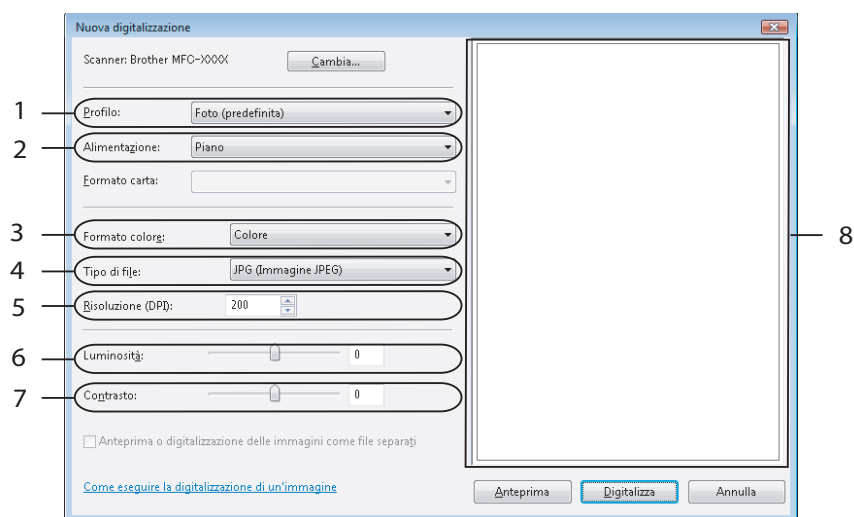 Nuova digitalizzazione
Scanner: Brother MFC-XXXX Cambia...
1 Profilo: Foto (predefinita)
2 Alimentazione: Piano
Formato carta:
3 Formato colore: Colore 8
4 Tipo di file: JPG (Immagine JPEG)
5 Risoluzione (DPI): 200
6 Luminosità: 0
7 Contrasto: 0
Anteprima o digitalizzazione delle immagini come file separati
Come eseguire la digitalizzazione di un'immagine
Anteprima Digitalizza Annulla